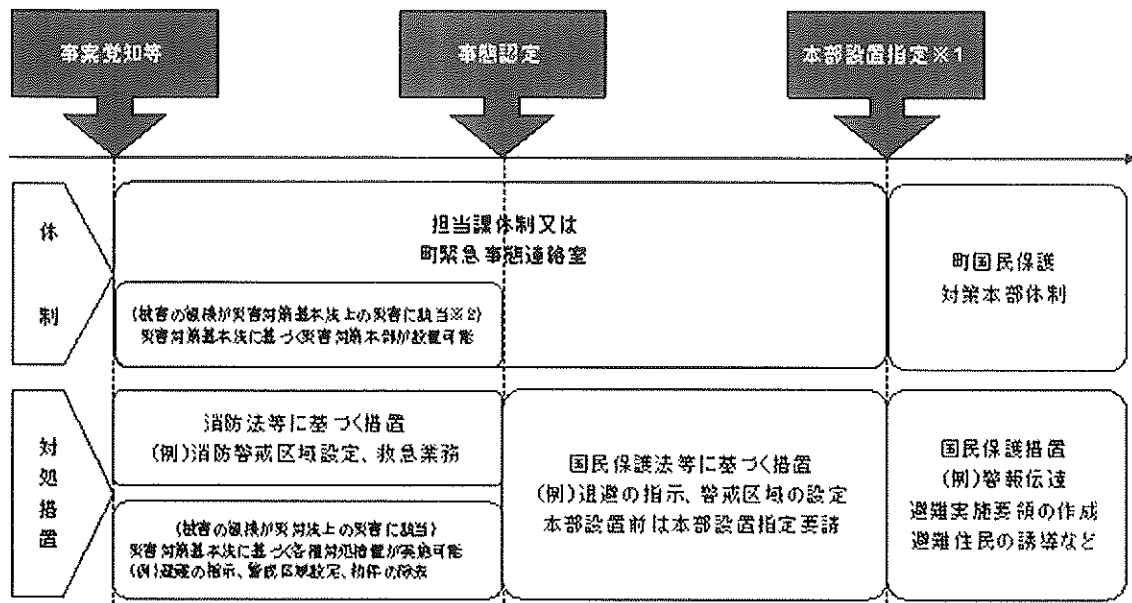 事案覚知等
事態認定
本部設置指定※1
体制
担当課体制又は
町緊急事態連絡室
(被害の規模が災害対策基本法上の災害に該当※2)
災害対策基本法に基づく災害対策本部が設置可能
町国民保護
対策本部体制
対処措置
消防法等に基づく措置
(例)消防警戒区域設定、救急業務
(被害の規模が災対法上の災害に該当)
災害対策基本法に基づく各種対処措置が実施可能
(例)退避の指示、警戒区域設定、物件の除去
国民保護法等に基づく措置
(例)退避の指示、警戒区域の設定
本部設置前は本部設置指定要請
国民保護措置
(例)警報伝達
避難実施要領の作成
避難住民の誘導など